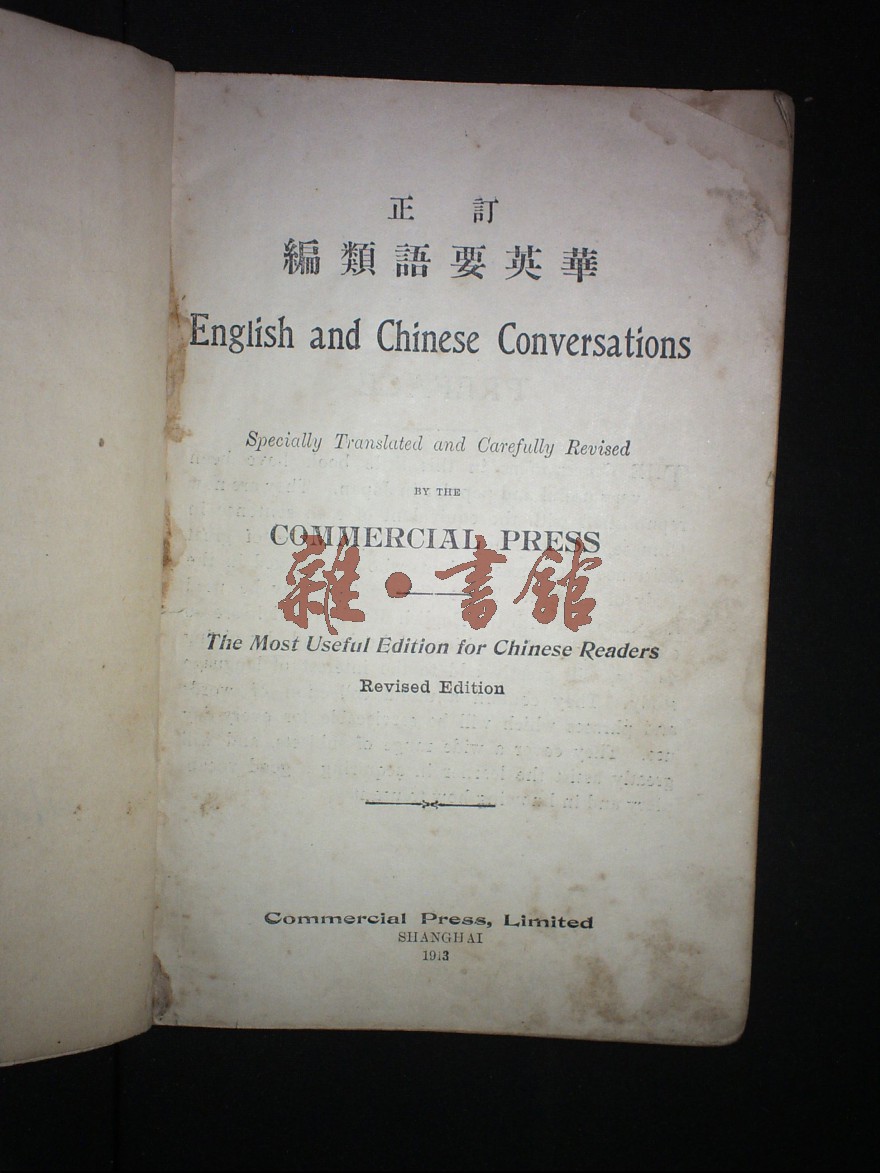 訂正
華英要語類編
English and Chinese Conversations
Specially Translated and Carefully Revised
BY THE
COMMERCIAL PRESS
雜·書館
The Most Useful Edition for Chinese Readers
Revised Edition
Commercial Press, Limited
SHANGHAI
1913